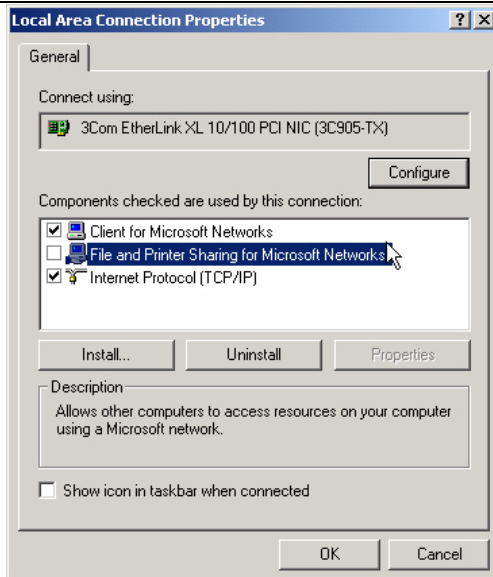 Local Area Connection Properties
General
Connect using:
3Com EtherLink XL 10/100 PCI NIC (3C905-TX)
Configure
Components checked are used by this connection:
Client for Microsoft Networks
File and Printer Sharing for Microsoft Networks
Internet Protocol (TCP/IP)
Install... Uninstall Properties
Description
Allows other computers to access resources on your computer
using a Microsoft network.
Show icon in taskbar when connected
OK Cancel